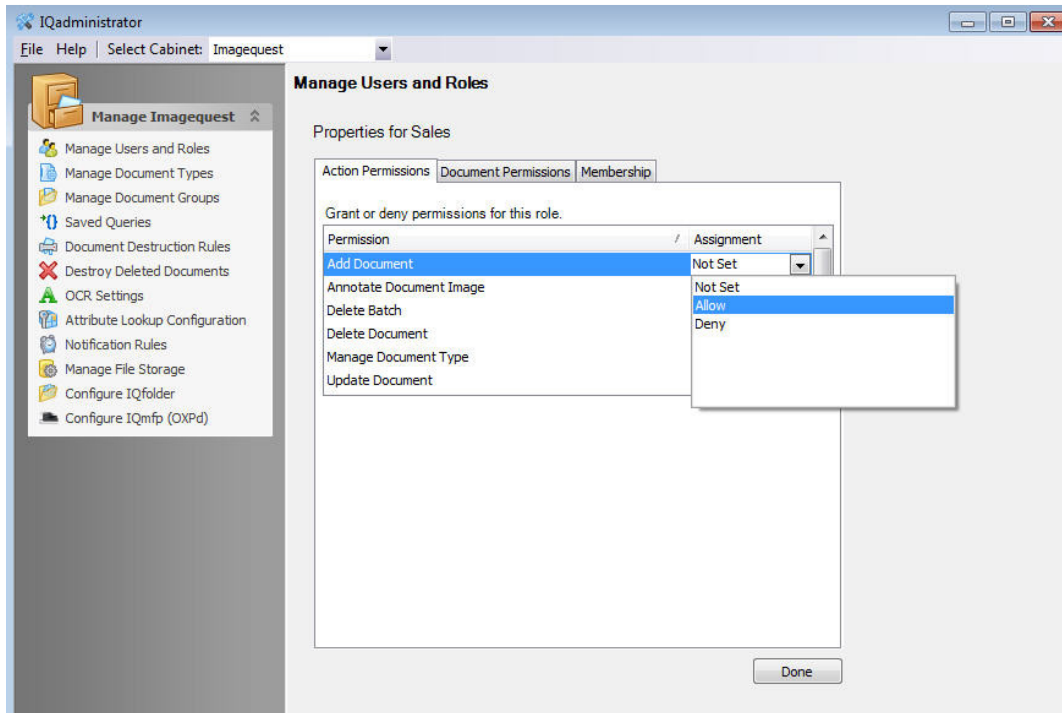 IQadministrator
File Help Select Cabinet: Imagequest
Manage Imagequest
Manage Users and Roles
Manage Document Types
Manage Document Groups
Saved Queries
Document Destruction Rules
Destroy Deleted Documents
OCR Settings
Attribute Lookup Configuration
Notification Rules
Manage File Storage
Configure IQfolder
Configure IQmfp (OXPd)
Manage Users and Roles
Properties for Sales
Action Permissions Document Permissions Membership
Grant or deny permissions for this role.
Permission / Assignment
Add Document Not Set
Annotate Document Image
Delete Batch
Delete Document
Manage Document Type
Update Document
Not Set
Allow
Deny
Done